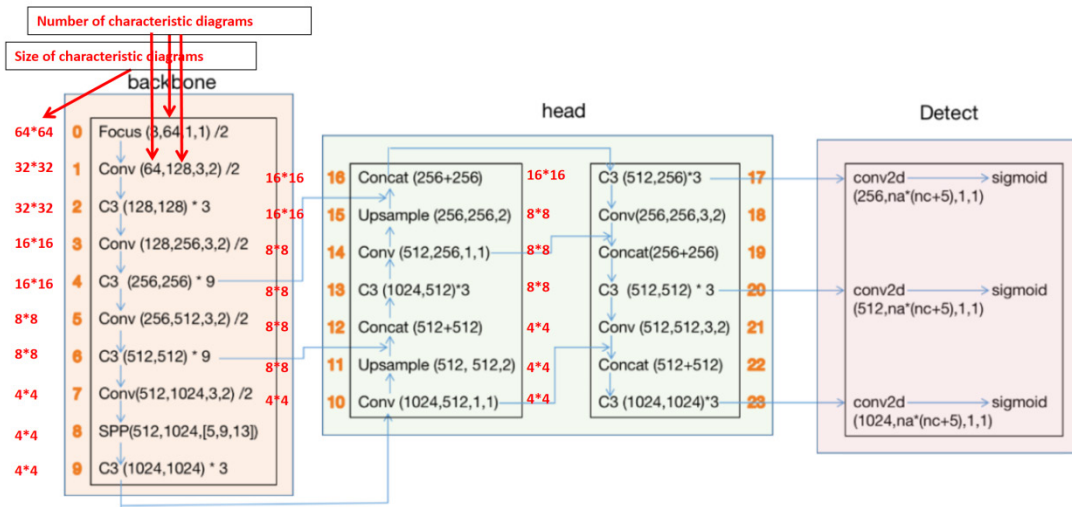 Number of characteristic diagrams
Size of characteristic diagrams
backbone
64*64 0 Focus (3,64,1,1) /2
32*32 1 Conv (64,128,3,2) /2
32*32 2 C3 (128,128) * 3
16*16 3 Conv (128,256,3,2) /2
16*16 4 C3 (256,256) * 9
8*8 5 Conv (256,512,3,2) /2
8*8 6 C3 (512,512) * 9
4*4 7 Conv(512,1024,3,2) /2
4*4 8 SPP(512,1024,[5,9,13])
4*4 9 C3 (1024,1024) * 3
head
16*16 16 Concat (256+256)
16*16 15 Upsample (256,256,2)
8*8 14 Conv (512,256,1,1)
8*8 13 C3 (1024,512)*3
8*8 12 Concat (512+512)
8*8 11 Upsample (512, 512,2)
4*4 10 Conv (1024,512,1,1)
16*16 C3 (512,256)*3 17
8*8 Conv(256,256,3,2) 18
8*8 Concat(256+256) 19
8*8 C3 (512,512) * 3 20
4*4 Conv (512,512,3,2) 21
4*4 Concat (512+512) 22
4*4 C3 (1024,1024)*3 23
Detect
conv2d sigmoid
(256,na*(nc+5),1,1)
conv2d sigmoid
(512,na*(nc+5),1,1)
conv2d sigmoid
(1024,na*(nc+5),1,1)